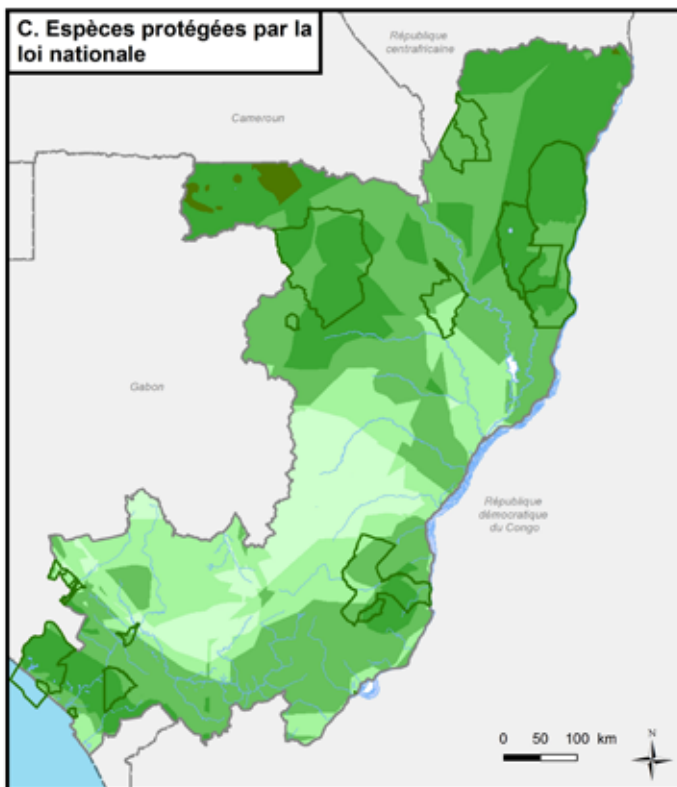 C. Espèces protégées par la
loi nationale
République
centrafricaine
Cameroun
Gabon
République
démocratique
du Congo
0 50 100 km
N